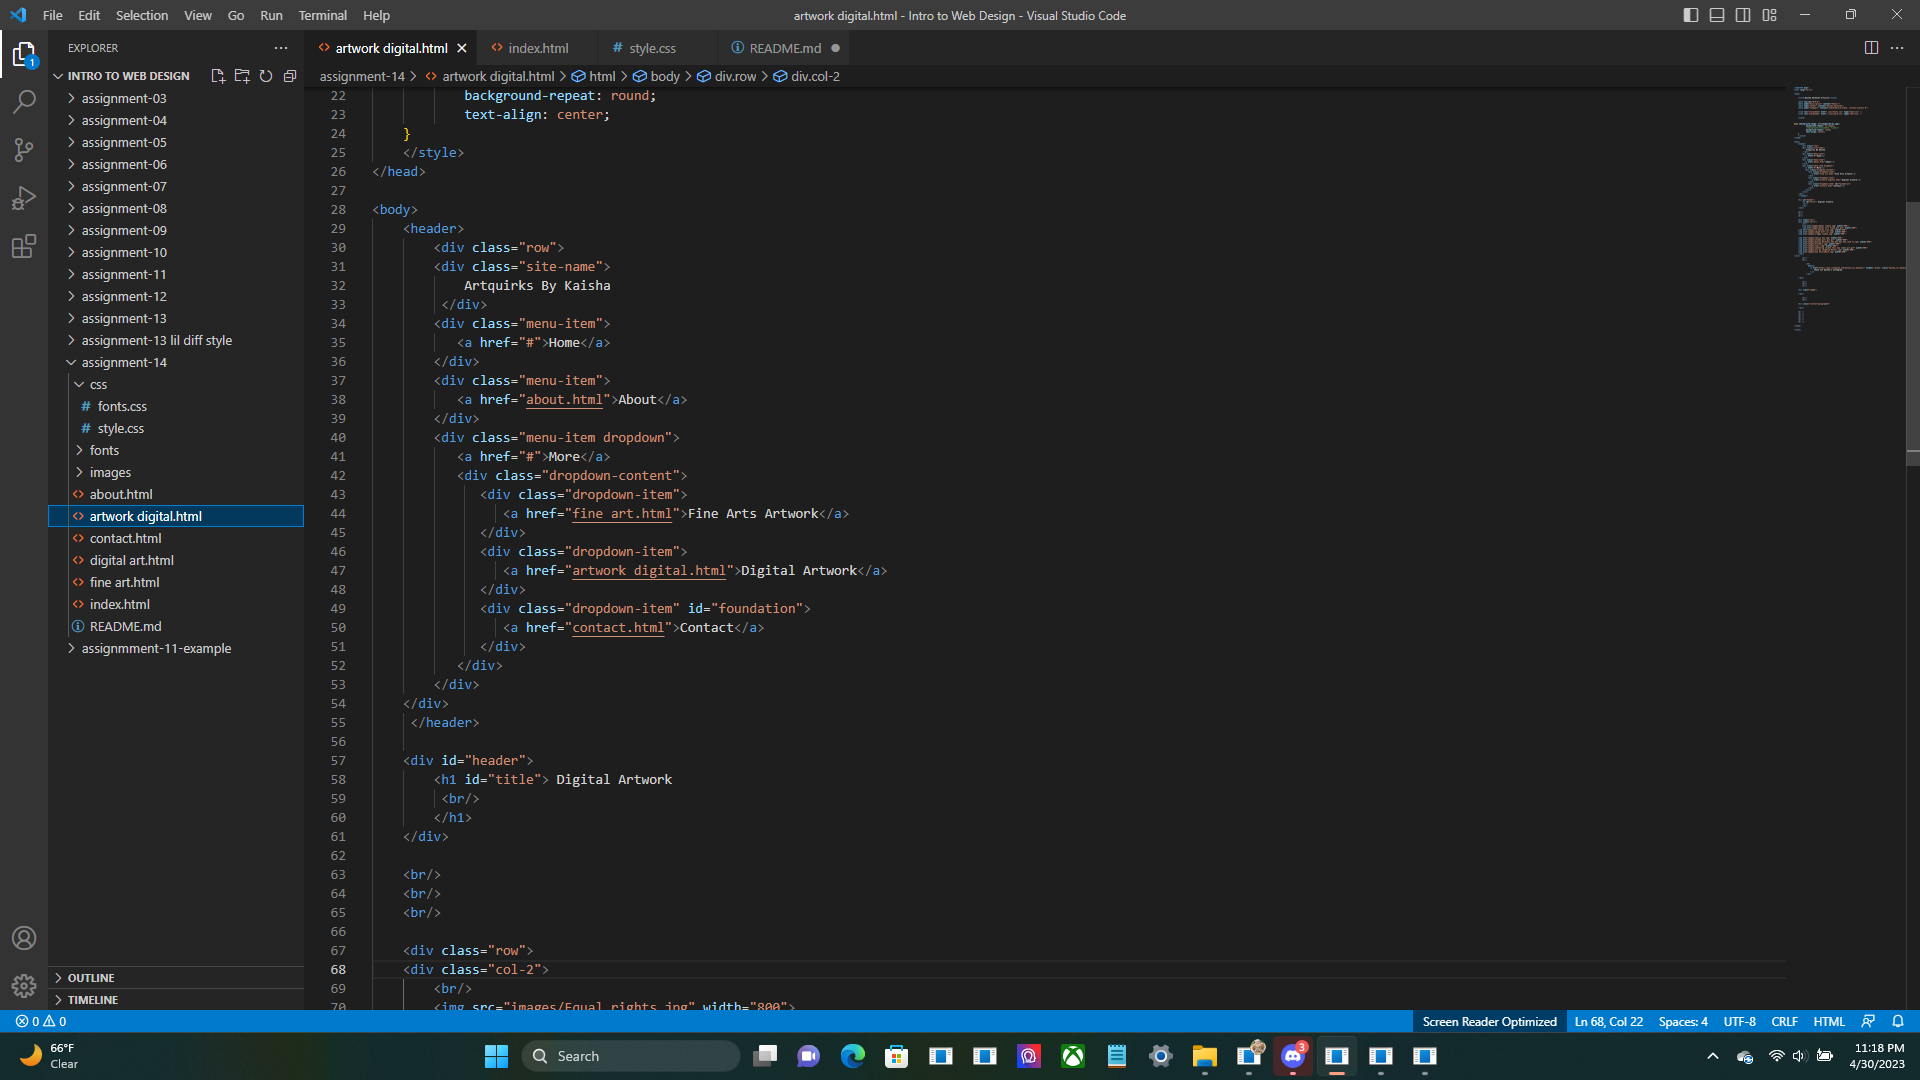 File Edit Selection View Go Run Terminal Help
artwork digital.html - Intro to Web Design - Visual Studio Code
EXPLORER
INTRO TO WEB DESIGN
assignment-03
assignment-04
assignment-05
assignment-06
assignment-07
assignment-08
assignment-09
assignment-10
assignment-11
assignment-12
assignment-13
assignment-13 lil diff style
assignment-14
css
# fonts.css
# style.css
fonts
images
about.html
artwork digital.html
contact.html
digital art.html
fine art.html
index.html
README.md
assignmment-11-example
OUTLINE
TIMELINE
artwork digital.html index.html # style.css README.md
assignment-14 > artwork digital.html > html > body > div.row > div.col-2
22 background-repeat: round;
23 text-align: center;
24 }
25 </style>
26 </head>
27
28 <body>
29 <header>
30 <div class="row">
31 <div class="site-name">
32 Artquirks By Kaisha
33 </div>
34 <div class="menu-item">
35 <a href="#">Home</a>
36 </div>
37 <div class="menu-item">
38 <a href="about.html">About</a>
39 </div>
40 <div class="menu-item dropdown">
41 <a href="#">More</a>
42 <div class="dropdown-content">
43 <div class="dropdown-item">
44 <a href="fine art.html">Fine Arts Artwork</a>
45 </div>
46 <div class="dropdown-item">
47 <a href="artwork digital.html">Digital Artwork</a>
48 </div>
49 <div class="dropdown-item" id="foundation">
50 <a href="contact.html">Contact</a>
51 </div>
52 </div>
53 </div>
54 </div>
55 </header>
56
57 <div id="header">
58 <h1 id="title"> Digital Artwork
59 <br/>
60 </h1>
61 </div>
62
63 <br/>
64 <br/>
65 <br/>
66
67 <div class="row">
68 <div class="col-2">
69 <br/>
70 <img src="images/Equal rights.jpg" width="800">
0 0
Screen Reader Optimized Ln 68, Col 22 Spaces: 4 UTF-8 CRLF HTML
66°F
Clear
Search
3
11:18 PM
4/30/2023